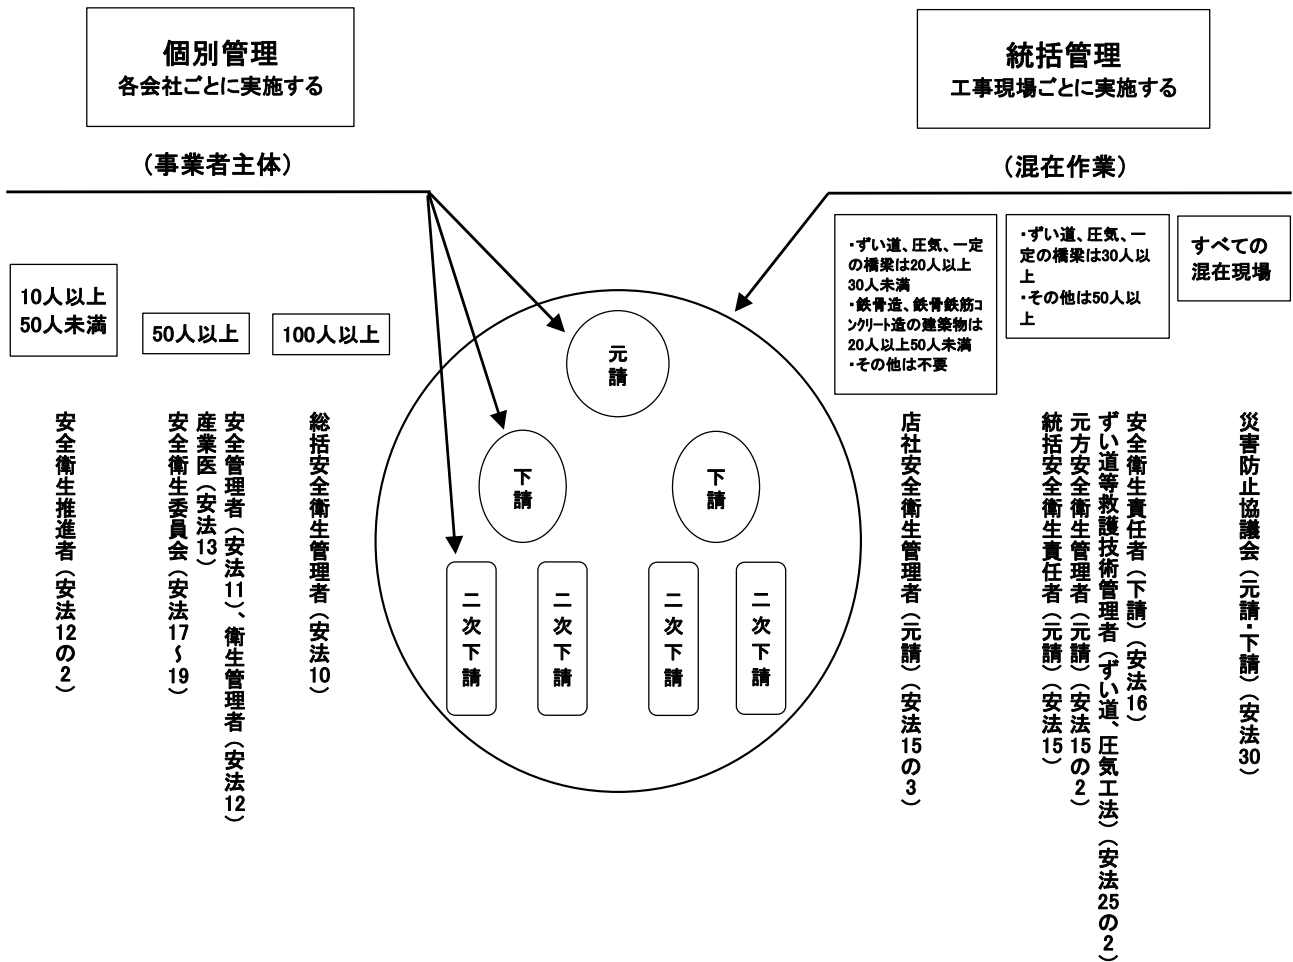 個別管理
各会社ごとに実施する
(事業者主体)
10人以上
50人未満
50人以上
100人以上
安全衛生推進者(安法12の2)
安全管理者(安法11)、衛生管理者(安法12)
産業医(安法13)
安全衛生委員会(安法17～19)
総括安全衛生管理者(安法10)
元請
下請
下請
二次下請
二次下請
二次下請
二次下請
統括管理
工事現場ごとに実施する
(混在作業)
・ずい道、圧気、一
定の橋梁は20人以上
30人未満
・鉄骨造、鉄骨鉄筋コ
ンクリート造の建築物は
20人以上50人未満
・その他は不要
・ずい道、圧気、一
定の橋梁は30人以
上
・その他は50人以
上
すべての
混在現場
店社安全衛生管理者(元請)(安法15の3)
安全衛生責任者(下請)(安法16)
ずい道等救護技術管理者(ずい道、圧気工法)(安法25の2)
元方安全衛生管理者(元請)(安法15の2)
統括安全衛生責任者(元請)(安法15)
災害防止協議会(元請・下請)(安法30)